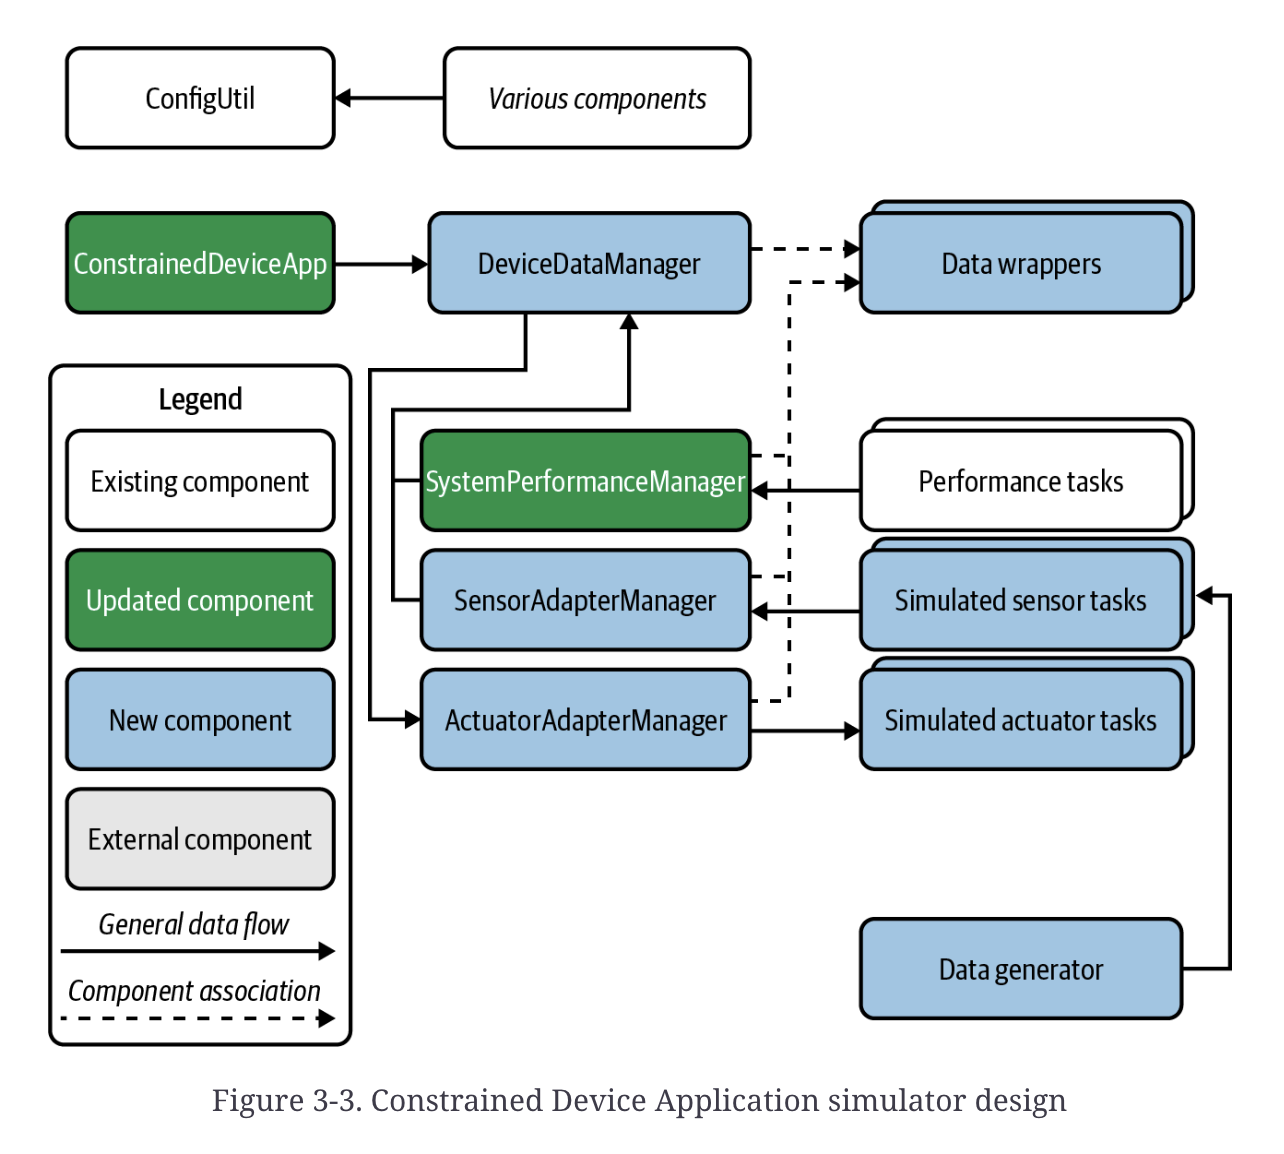 ConfigUtil
Various components
ConstrainedDeviceApp
DeviceDataManager
Data wrappers
Legend
Existing component
Updated component
New component
External component
General data flow
Component association
SystemPerformanceManager
Performance tasks
SensorAdapterManager
Simulated sensor tasks
ActuatorAdapterManager
Simulated actuator tasks
Data generator
Figure 3-3. Constrained Device Application simulator design